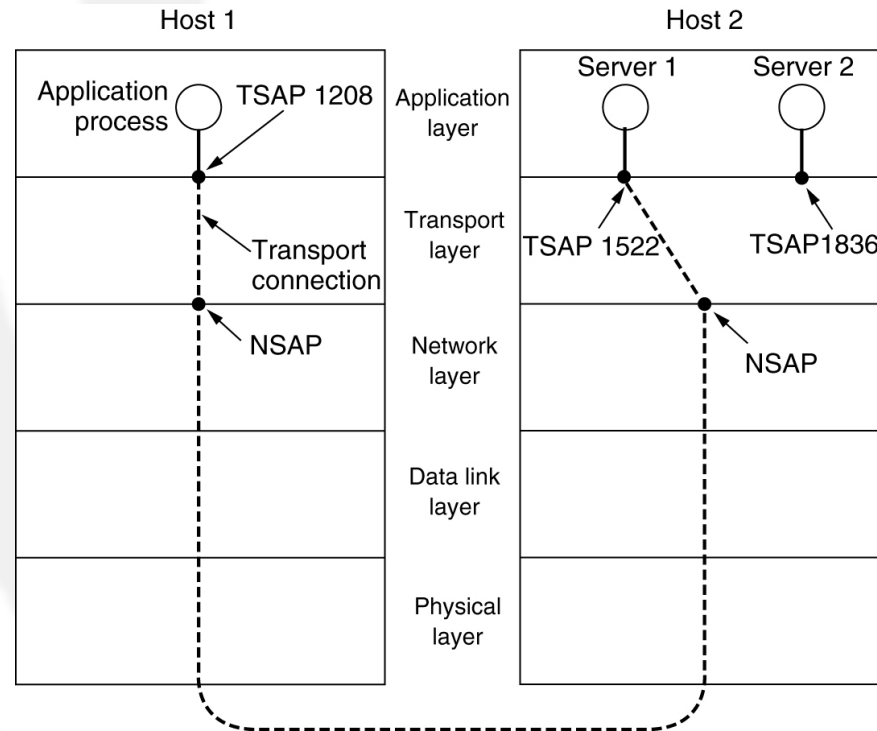 Host 1
Host 2
Application
process
TSAP 1208
Application
layer
Server 1
Server 2
Transport
connection
Transport
layer
TSAP 1522
TSAP1836
NSAP
Network
layer
NSAP
Data link
layer
Physical
layer